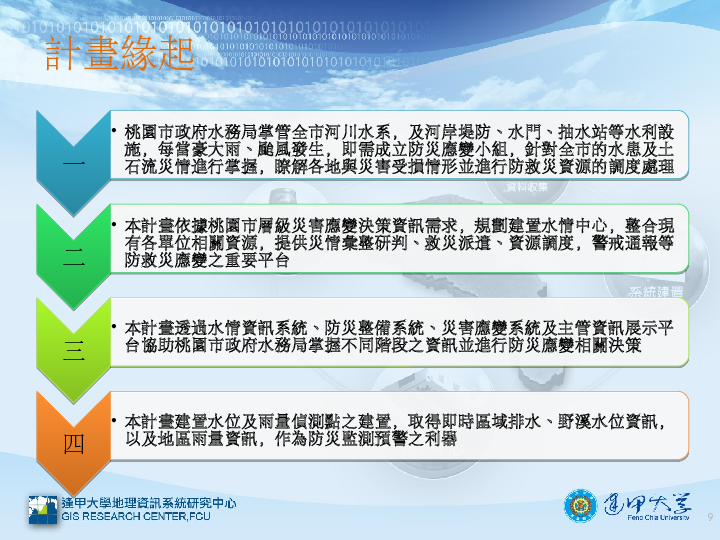 計畫緣起
一
• 桃園市政府水務局掌管全市河川水系，及河岸堤防、水門、抽水站等水利設
施，每當豪大雨、颱風發生，即需成立防災應變小組，針對全市的水患及土
石流災情進行掌握，瞭解各地與災害受損情形並進行防救災資源的調度處理
資料收集
二
• 本計畫依據桃園市層級災害應變決策資訊需求，規劃建置水情中心，整合現
有各單位相關資源，提供災情彙整研判、救災派遣、資源調度，警戒通報等
防救災應變之重要平台
系統建置
三
• 本計畫透過水情資訊系統、防災整備系統、災害應變系統及主管資訊展示平
台協助桃園市政府水務局掌握不同階段之資訊並進行防災應變相關決策
四
• 本計畫建置水位及雨量偵測點之建置，取得即時區域排水、野溪水位資訊，
以及地區雨量資訊，作為防災監測預警之利器
逢甲大學地理資訊系統研究中心
GIS RESEARCH CENTER,FCU
逢甲大學
Feng Chia University
9